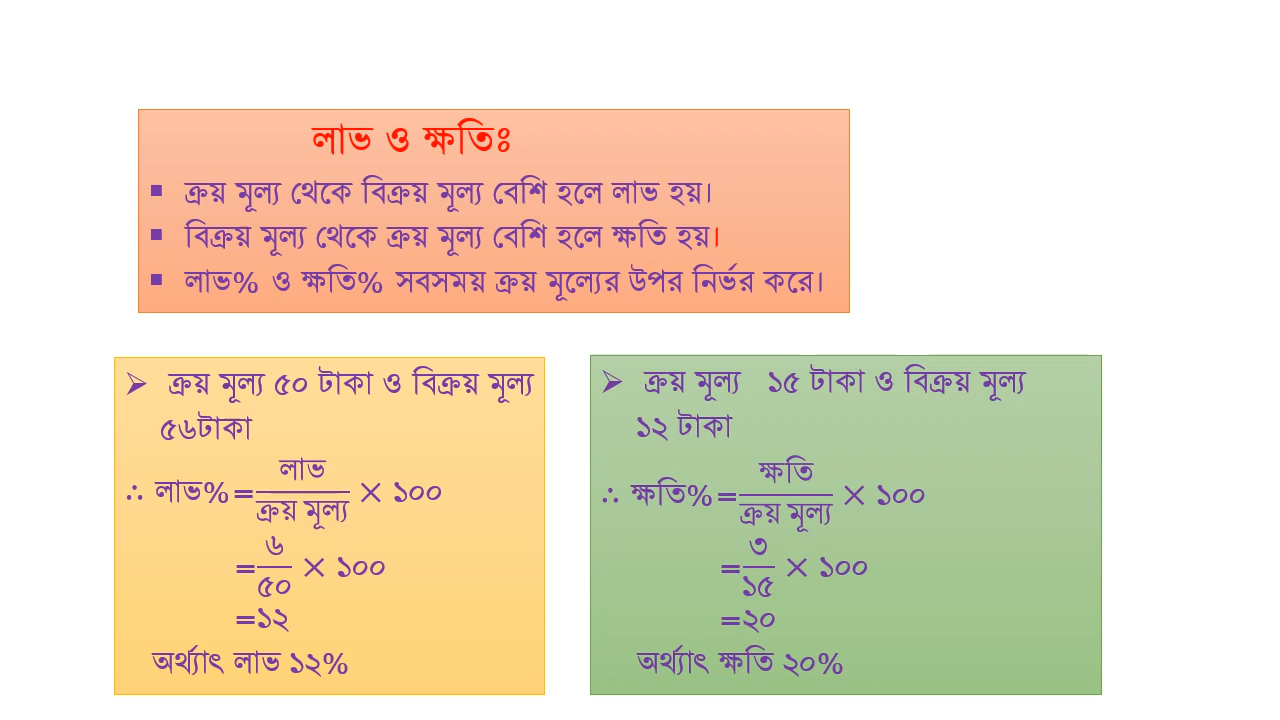 লাভ ও ক্ষতিঃ
▪ ক্রয় মূল্য থেকে বিক্রয় মূল্য বেশি হলে লাভ হয়।
▪ বিক্রয় মূল্য থেকে ক্রয় মূল্য বেশি হলে ক্ষতি হয়।
▪ লাভ% ও ক্ষতি% সবসময় ক্রয় মূল্যের উপর নির্ভর করে।
➢ ক্রয় মূল্য ৫০ টাকা ও বিক্রয় মূল্য
৫৬টাকা
∴ লাভ% = লাভ/ক্রয় মূল্য × ১০০
= ৬/৫০ × ১০০
=১২
অর্থ্যাৎ লাভ ১২%
➢ ক্রয় মূল্য ১৫ টাকা ও বিক্রয় মূল্য
১২ টাকা
∴ ক্ষতি% = ক্ষতি/ক্রয় মূল্য × ১০০
= ৩/১৫ × ১০০
=২০
অর্থ্যাৎ ক্ষতি ২০%